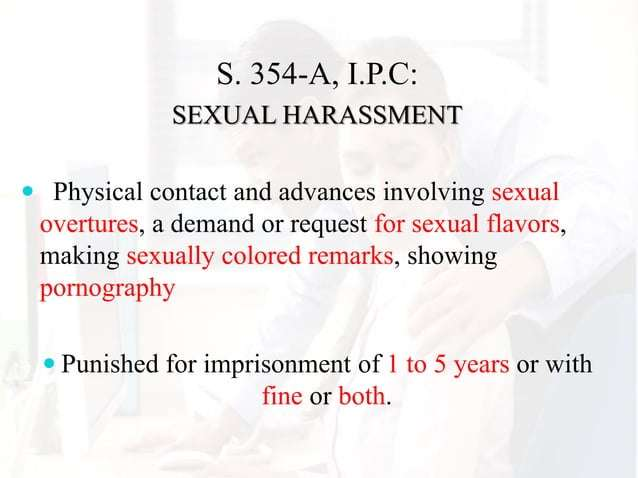 S. 354-A, I.P.C:
SEXUAL HARASSMENT
• Physical contact and advances involving sexual
overtures, a demand or request for sexual flavors,
making sexually colored remarks, showing
pornography
• Punished for imprisonment of 1 to 5 years or with
fine or both.